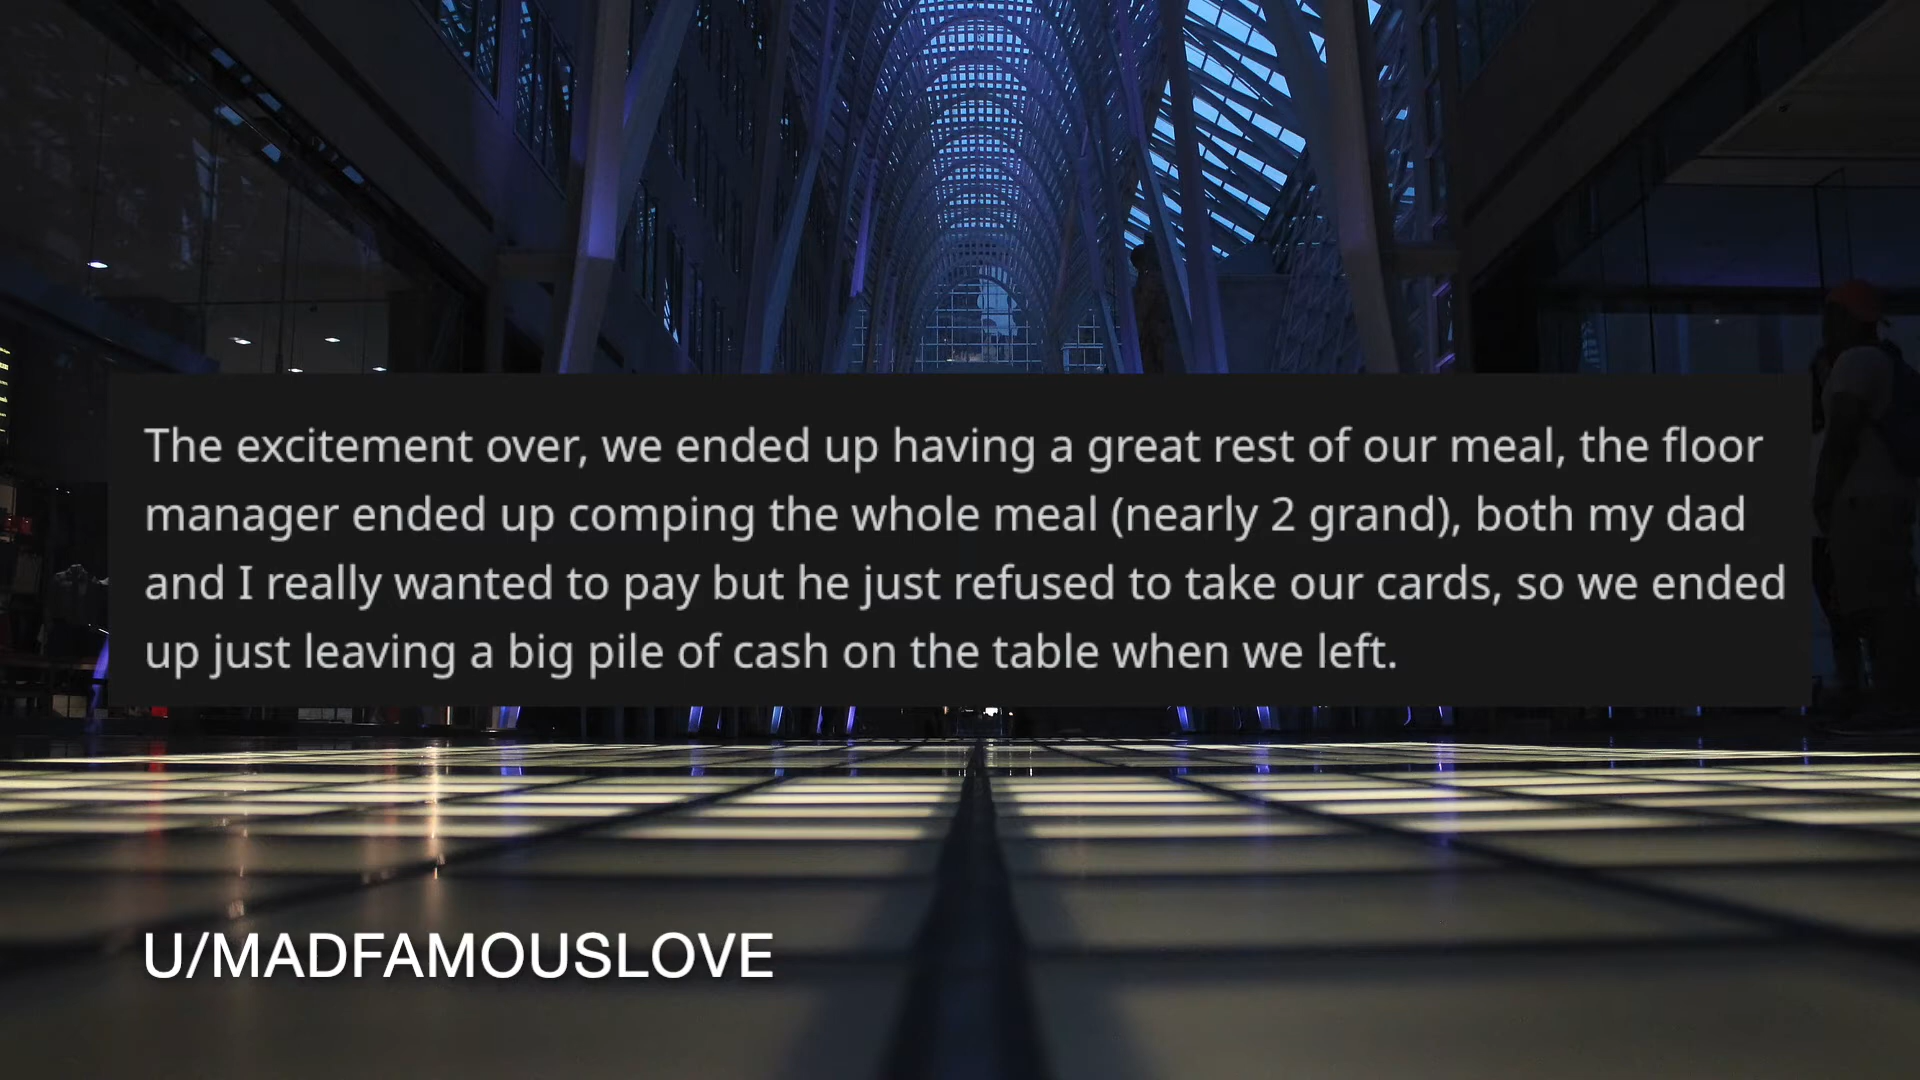 The excitement over, we ended up having a great rest of our meal, the floor
manager ended up comping the whole meal (nearly 2 grand), both my dad
and I really wanted to pay but he just refused to take our cards, so we ended
up just leaving a big pile of cash on the table when we left.
U/MADFAMOUSLOVE